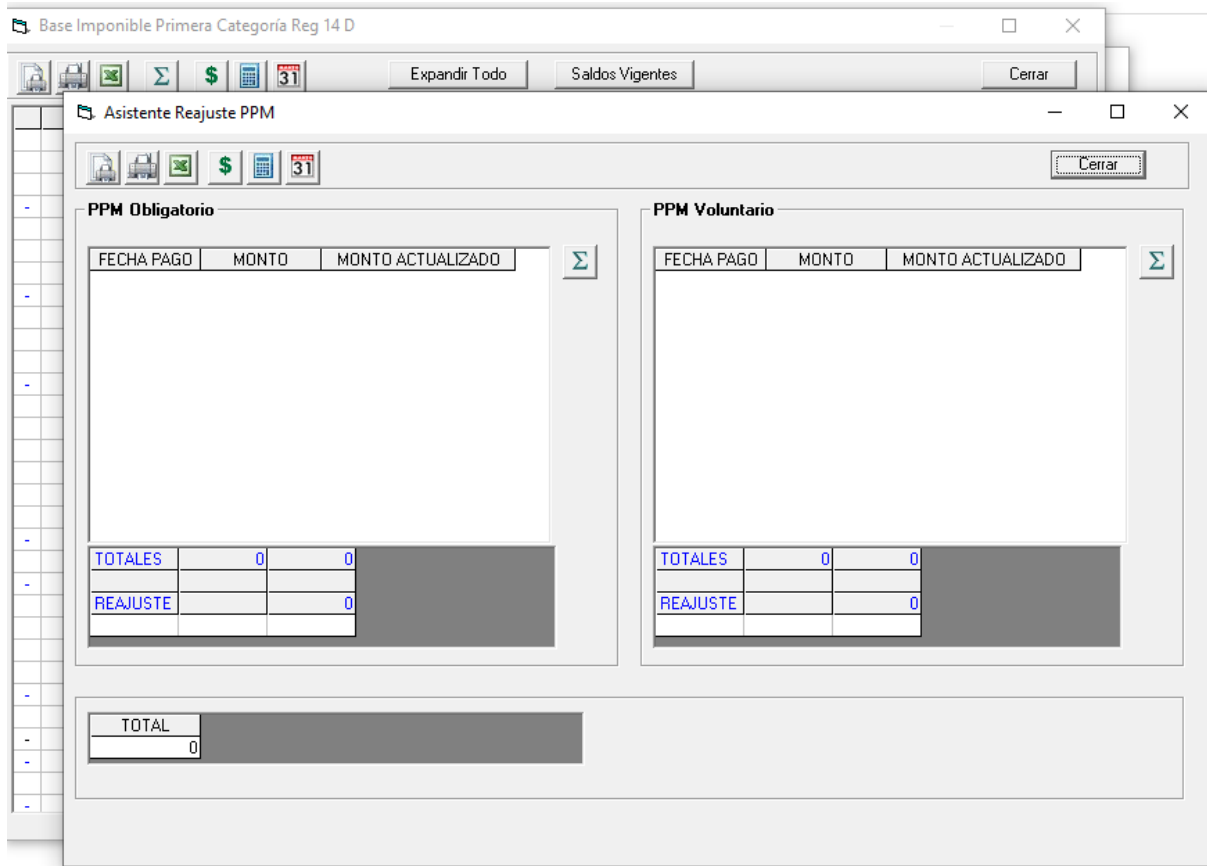 Base Imponible Primera Categoría Reg 14 D
31 Expandir Todo Saldos Vigentes Cerrar
Asistente Reajuste PPM
31 Cerrar
PPM Obligatorio
FECHA PAGO MONTO MONTO ACTUALIZADO
TOTALES 0 0
REAJUSTE 0
PPM Voluntario
FECHA PAGO MONTO MONTO ACTUALIZADO
TOTALES 0 0
REAJUSTE 0
TOTAL
0